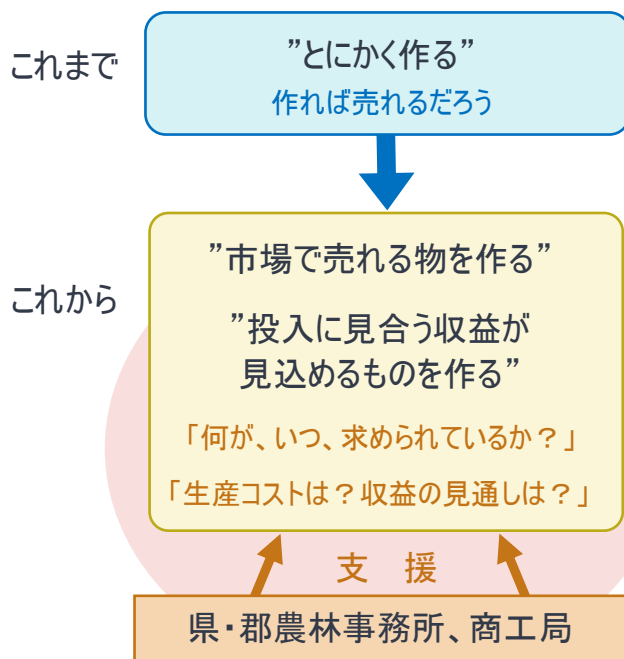 これまで
”とにかく作る”
作れば売れるだろう
これから
”市場で売れる物を作る”
”投入に見合う収益が
見込めるものを作る”
「何が、いつ、求められているか？」
「生産コストは？収益の見通しは？」
支　援
県・郡農林事務所、商工局